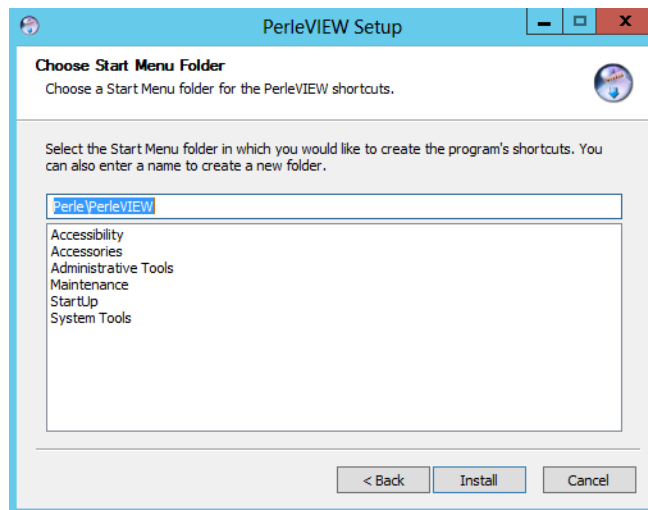 PerleVIEW Setup
Choose Start Menu Folder
Choose a Start Menu folder for the PerleVIEW shortcuts.
Select the Start Menu folder in which you would like to create the program's shortcuts. You
can also enter a name to create a new folder.
Perle\PerleVIEW
Accessibility
Accessories
Administrative Tools
Maintenance
StartUp
System Tools
< Back Install Cancel